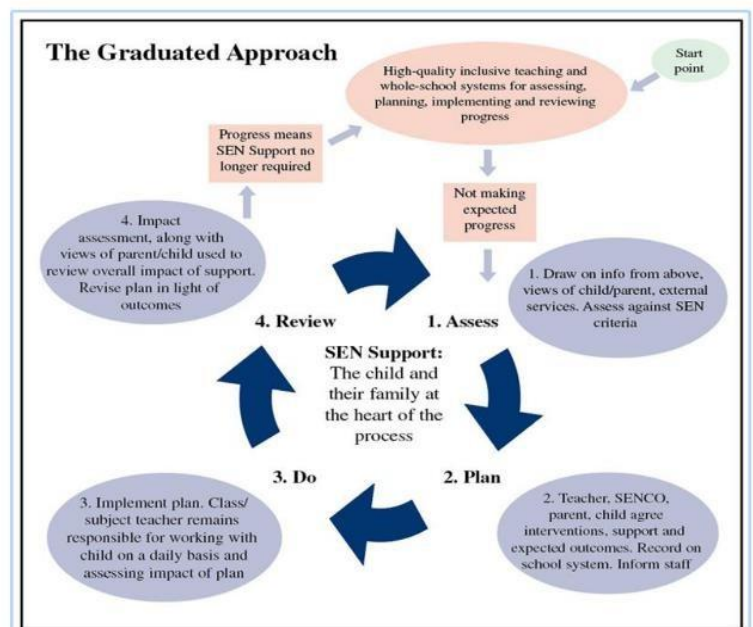 The Graduated Approach
Start
point
High-quality inclusive teaching and
whole-school systems for assessing,
planning, implementing and reviewing
progress
Progress means
SEN Support no
longer required
Not making
expected
progress
4. Impact
assessment, along with
views of parent/child used to
review overall impact of support.
Revise plan in light of
outcomes
1. Draw on info from above,
views of child/parent, external
services. Assess against SEN
criteria
4. Review
1. Assess
SEN Support:
The child and
their family at
the heart of the
process
3. Do
2. Plan
3. Implement plan. Class/
subject teacher remains
responsible for working with
child on a daily basis and
assessing impact of plan
2. Teacher, SENCO,
parent, child agree
interventions, support and
expected outcomes. Record on
school system. Inform staff